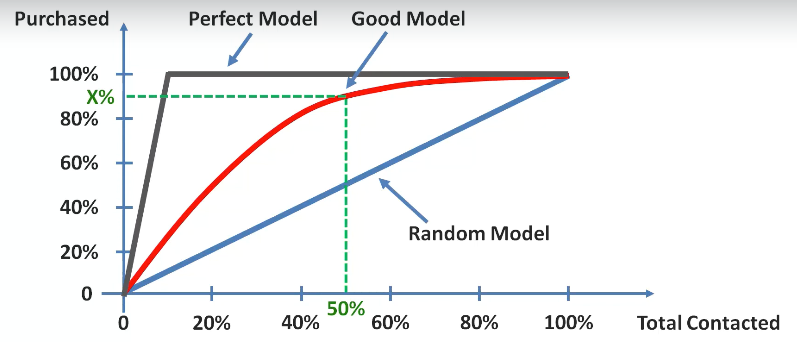 Purchased
Perfect Model
Good Model
100%
X%
80%
60%
40%
Random Model
20%
0
50%
0
20%
40%
60%
80%
100%
Total Contacted